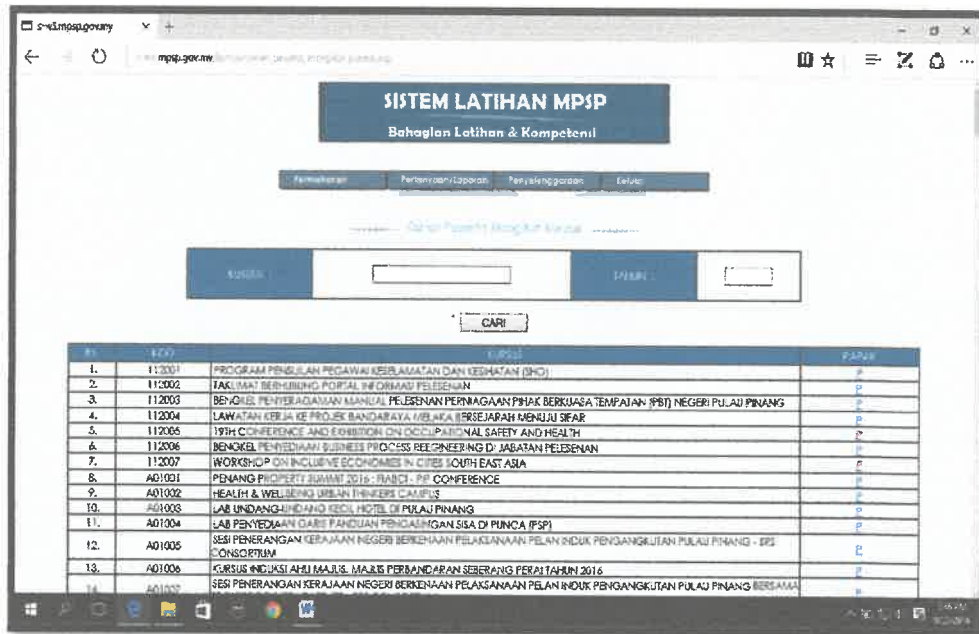 mpsp.gov.my
SISTEM LATIHAN MPSP
Bahagian Latihan & Kompetensi
Permohonan Pertanyaan/Laporan Penyelenggaraan Keluar
KURSUS TAHUN
CARI
KOD KURSUS PAPAR
1. 112001 PROGRAM PENSIJILAN PEGAWAI KESELAMATAN DAN KESIHATAN (SHO) P
2. 112002 TAKLIMAT BERHUBUNG PORTAL INFORMASI PELESENAN P
3. 112003 BENGKEL PENYERAGAMAN MANUAL PELESENAN PERNIAGAAN PIHAK BERKUASA TEMPATAN (PBT) NEGERI PULAU PINANG P
4. 112004 LAWATAN KERJA KE PROJEK BANDARAYA MELAKA BERSEJARAH MENUJU SIFAR P
5. 112005 19TH CONFERENCE AND EXHIBITION ON OCCUPATIONAL SAFETY AND HEALTH P
6. 112006 BENGKEL PENYEDIAAN BUSINESS PROCESS REEGINEERING DI JABATAN PELESENAN P
7. 112007 WORKSHOP ON INCLUSIVE ECONOMIES IN CITIES SOUTH EAST ASIA P
8. A01001 PENANG PROPERTY SUMMIT 2016 : FIABCI - PIP CONFERENCE P
9. A01002 HEALTH & WELLBEING URBAN THINKERS CAMPUS P
10. A01003 LAB UNDANG-UNDANG KECIL HOTEL DI PULAU PINANG P
11. A01004 LAB PENYEDIAAN GARIS PANDUAN PENGASINGAN SISA DI PUNCA (PSP) P
12. A01005 SESI PENERANGAN KERAJAAN NEGERI BERKENAAN PELAKSANAAN PELAN INDUK PENGANGKUTAN PULAU PINANG - SRS
CONSORTIUM P
13. A01006 KURSUS INDUKSI AHLI MAJLIS. MAJLIS PERBANDARAN SEBERANG PERAI TAHUN 2016 P
14. A01007 SESI PENERANGAN KERAJAAN NEGERI BERKENAAN PELAKSANAAN PELAN INDUK PENGANGKUTAN PULAU PINANG BERSAMA